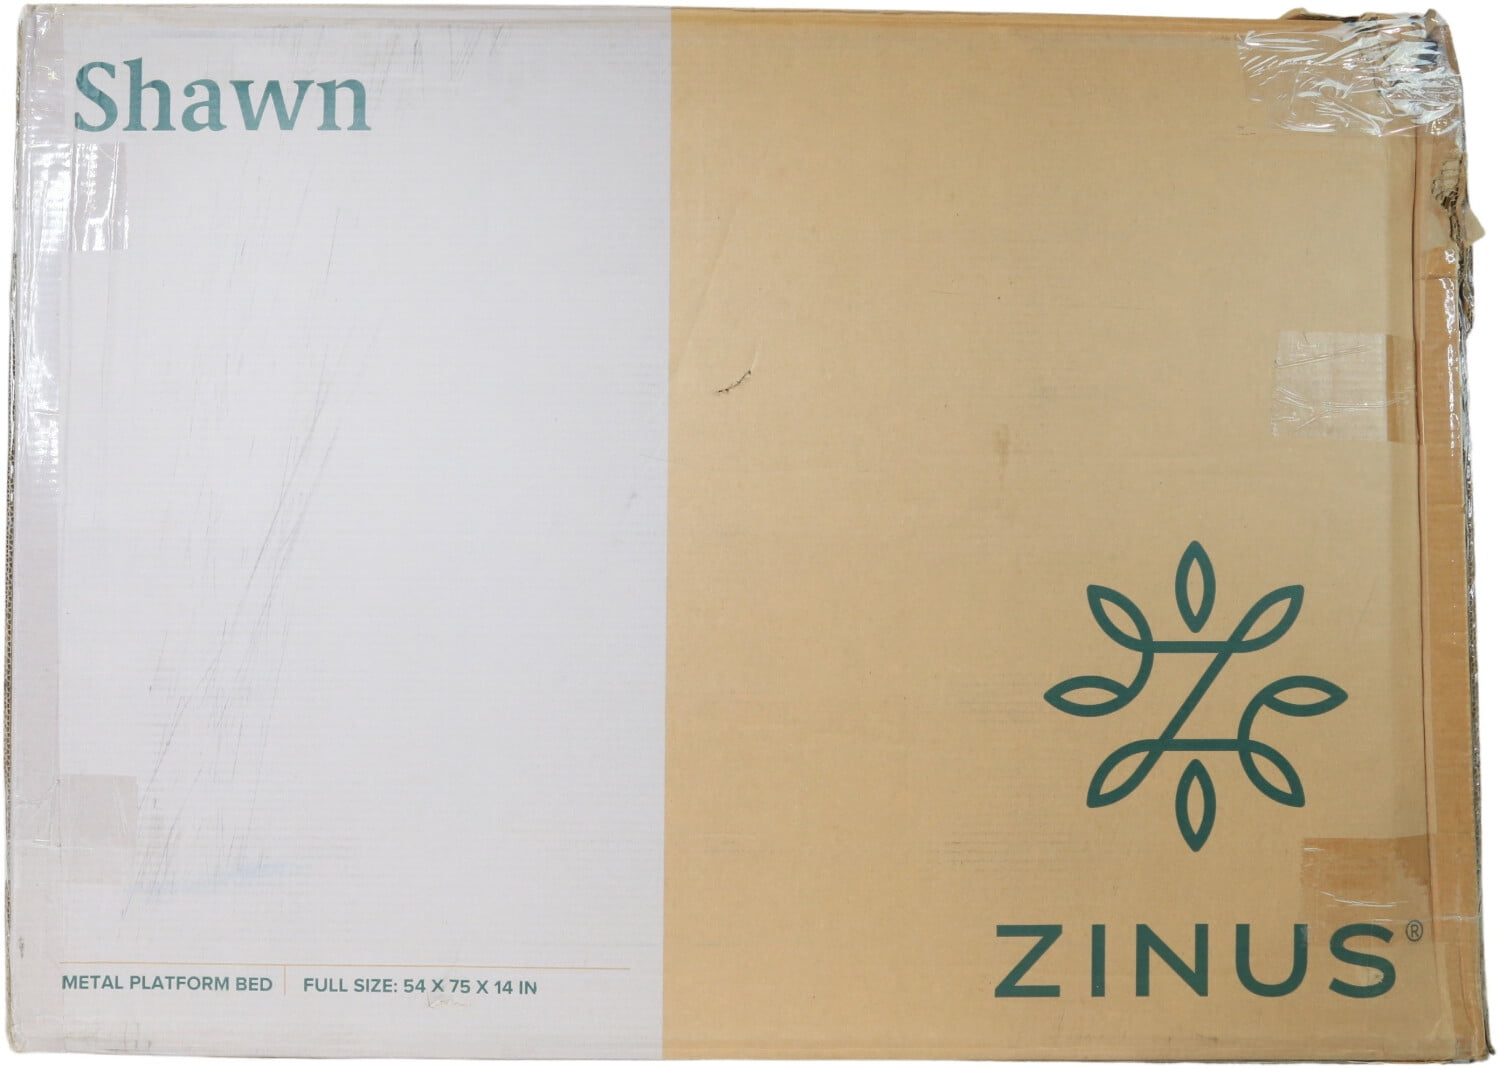 Shawn
METAL PLATFORM BED | FULL SIZE: 54 X 75 X 14 IN
ZINUS®